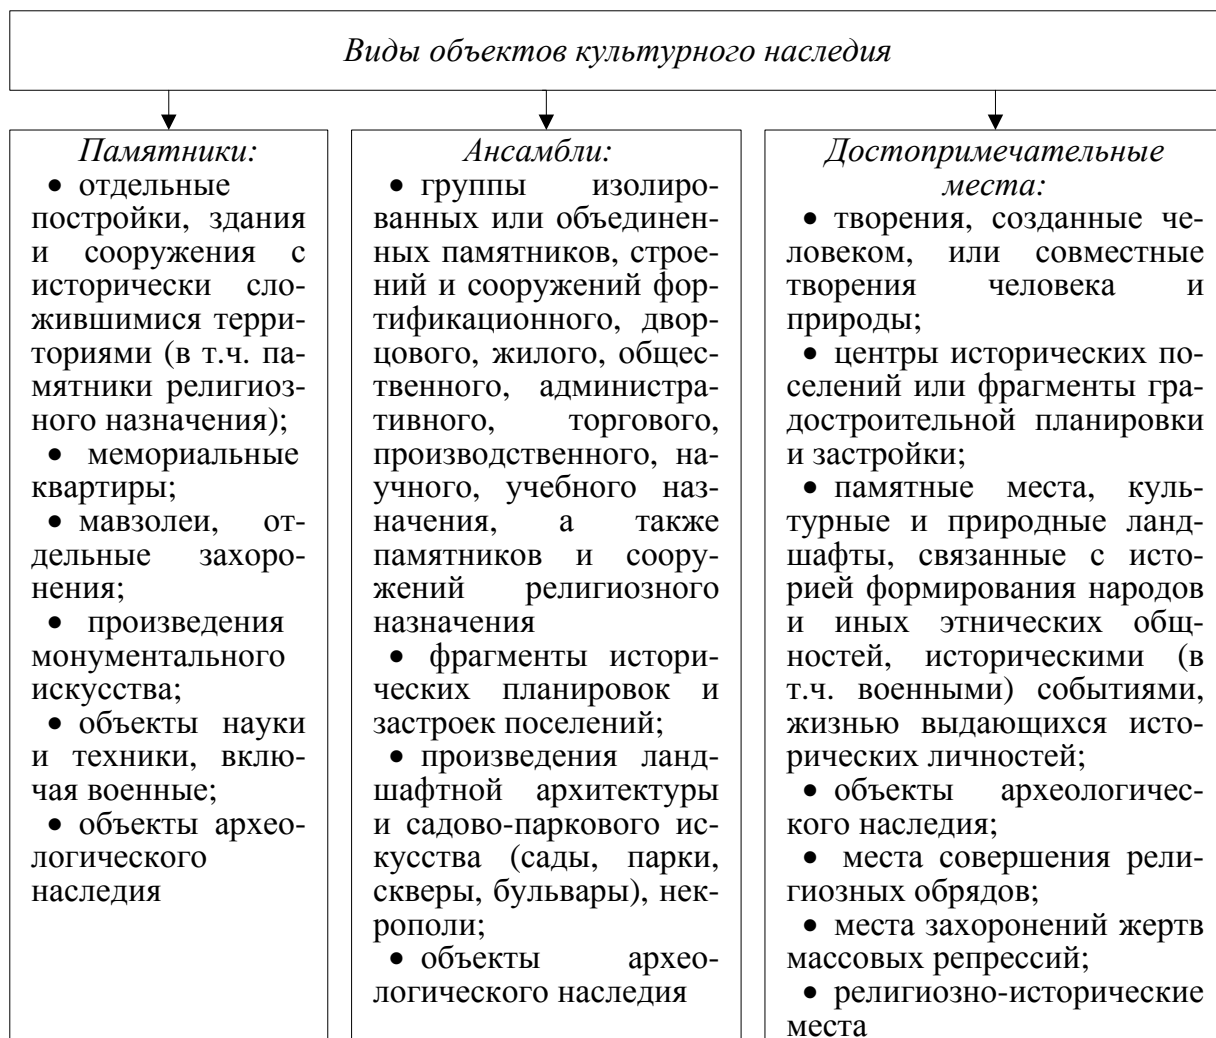 Виды объектов культурного наследия
Памятники:
• отдельные
постройки, здания
и сооружения с
исторически сло-
жившимися терри-
ториями (в т.ч. па-
мятники религиоз-
ного назначения);
• мемориальные
квартиры;
• мавзолеи, от-
дельные захоро-
нения;
• произведения
монументального
искусства;
• объекты науки
и техники, вклю-
чая военные;
• объекты архео-
логического
наследия
Ансамбли:
• группы изолиро-
ванных или объединен-
ных памятников, строе-
ний и сооружений фор-
тификационного, двор-
цового, жилого, общес-
твенного, администра-
тивного, торгового,
производственного, на-
учного, учебного наз-
начения, а также
памятников и соору-
жений религиозного
назначения
• фрагменты истори-
ческих планировок и
застроек поселений;
• произведения ланд-
шафтной архитектуры
и садово-паркового ис-
кусства (сады, парки,
скверы, бульвары), нек-
рополи;
• объекты архео-
логического наследия
Достопримечательные
места:
• творения, созданные че-
ловеком, или совместные
творения человека и
природы;
• центры исторических по-
селений или фрагменты гра-
достроительной планировки
и застройки;
• памятные места, куль-
турные и природные ланд-
шафты, связанные с исто-
рией формирования народов
и иных этнических общ-
ностей, историческими (в
т.ч. военными) событиями,
жизнью выдающихся исто-
рических личностей;
• объекты археологичес-
кого наследия;
• места совершения рели-
гиозных обрядов;
• места захоронений жертв
массовых репрессий;
• религиозно-исторические
места